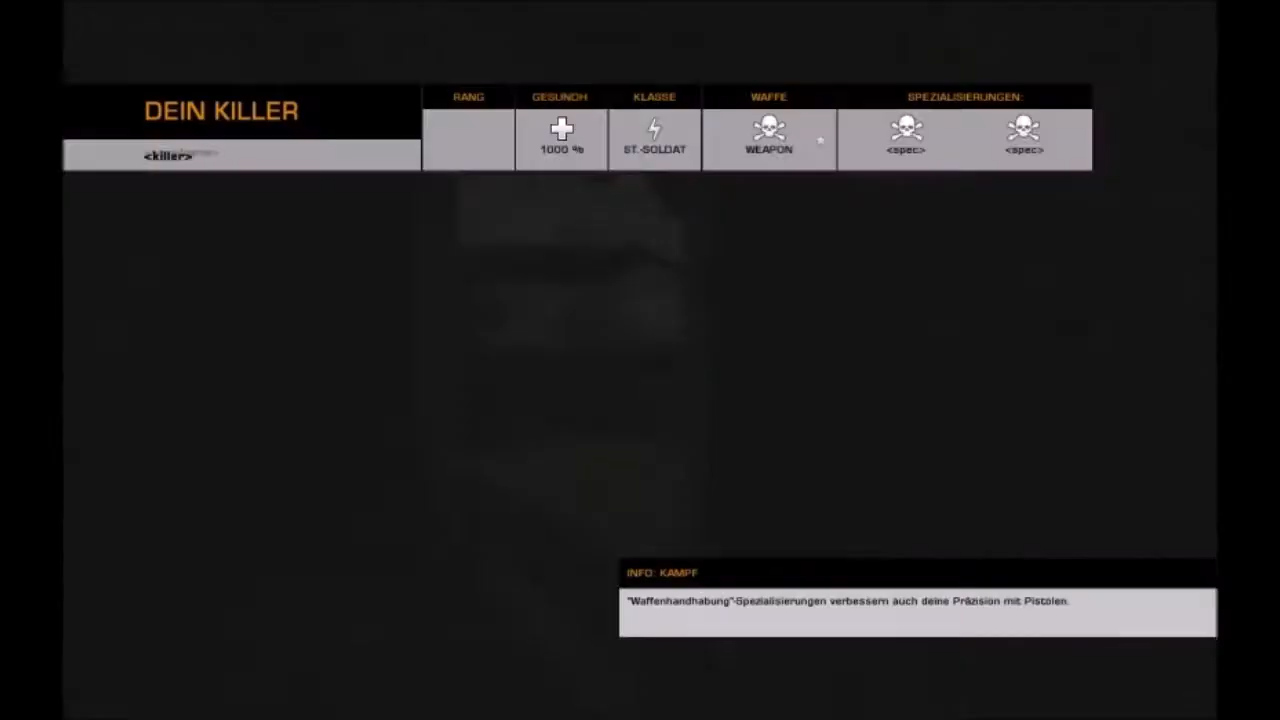 DEIN KILLER
<killer>
RANG GESUNDH KLASSE WAFFE SPEZIALISIERUNGEN:
1000 % ST.-SOLDAT WEAPON <spec> <spec>
INFO: KAMPF
"Waffenhandhabung"-Spezialisierungen verbessern auch deine Präzision mit Pistolen.